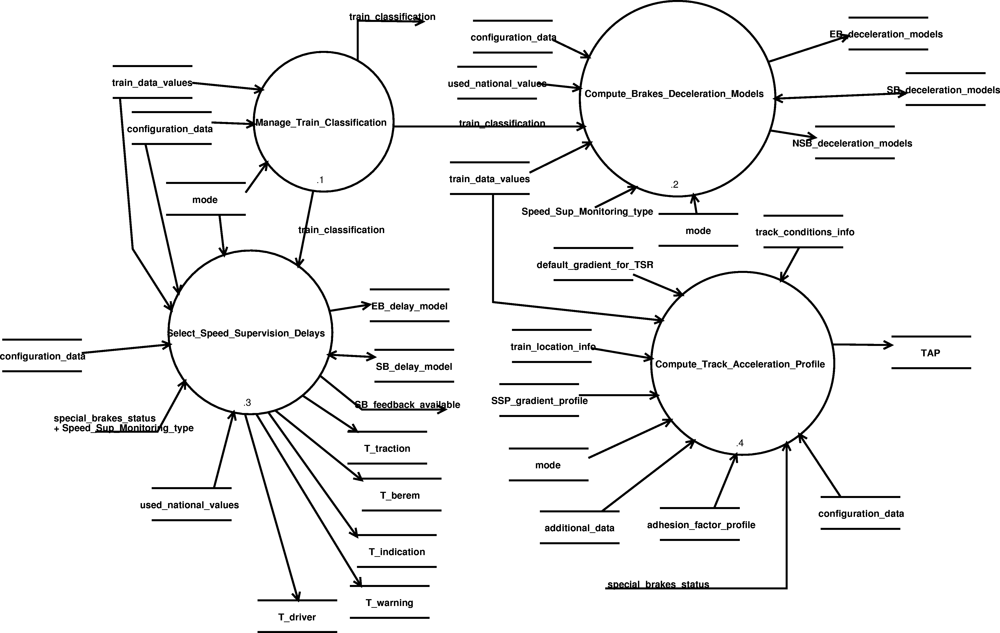 train_classification
configuration_data
EB_deceleration_models
train_data_values
used_national_values
SB_deceleration_models
Compute_Brakes_Deceleration_Models
configuration_data
Manage_Train_Classification
train_classification
NSB_deceleration_models
.1
train_data_values
.2
mode
Speed_Sup_Monitoring_type
train_classification
mode
track_conditions_info
default_gradient_for_TSR
EB_delay_model
Select_Speed_Supervision_Delays
train_location_info
TAP
configuration_data
SB_delay_model
Compute_Track_Acceleration_Profile
.3
SB_feedback_available
SSP_gradient_profile
special_brakes_status
+ Speed_Sup_Monitoring_type
T_traction
.4
mode
T_berem
used_national_values
configuration_data
additional_data
adhesion_factor_profile
T_indication
special_brakes_status
T_warning
T_driver